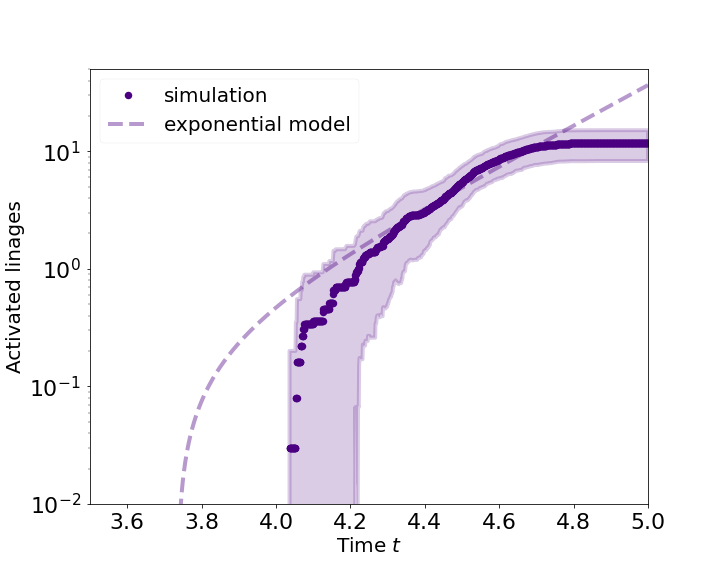 simulation
exponential model
Activated linages
10^1
10^0
10^-1
10^-2
3.6 3.8 4.0 4.2 4.4 4.6 4.8 5.0
Time t